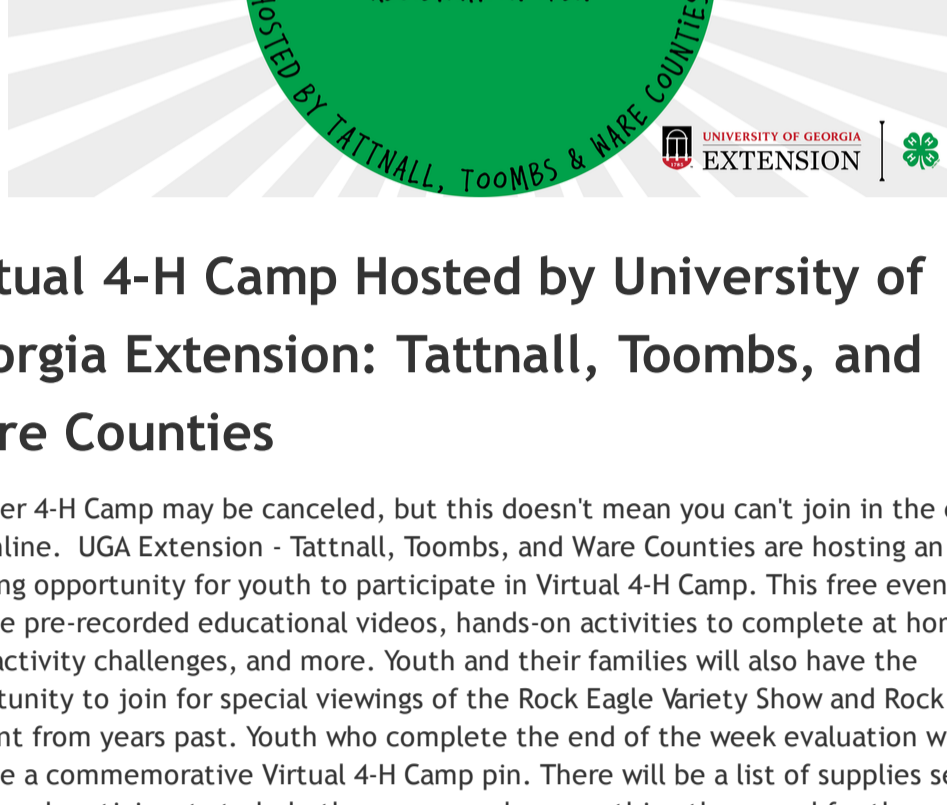 HOSTED BY TATTNALL, TOOMBS & WARE COUNTIES
UNIVERSITY OF GEORGIA
EXTENSION
1785
H H H H
tual 4-H Camp Hosted by University of
orgia Extension: Tattnall, Toombs, and
re Counties
er 4-H Camp may be canceled, but this doesn't mean you can't join in the
line.  UGA Extension - Tattnall, Toombs, and Ware Counties are hosting an
ng opportunity for youth to participate in Virtual 4-H Camp. This free even
e pre-recorded educational videos, hands-on activities to complete at hor
activity challenges, and more. Youth and their families will also have the
tunity to join for special viewings of the Rock Eagle Variety Show and Rock
nt from years past. Youth who complete the end of the week evaluation w
e a commemorative Virtual 4-H Camp pin. There will be a list of supplies se